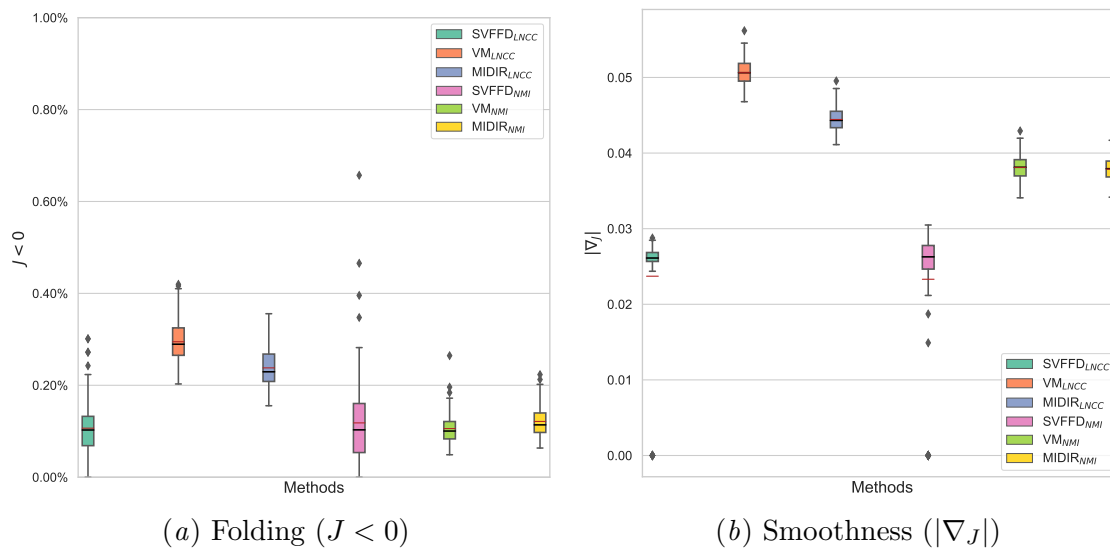 1.00%
0.80%
0.60%
0.40%
0.20%
0.00%
J < 0
SVFFD_LNCC
VM_LNCC
MIDIR_LNCC
SVFFD_NMI
VM_NMI
MIDIR_NMI
Methods
(a) Folding (J < 0)
0.05
0.04
0.03
0.02
0.01
0.00
|∇_J|
SVFFD_LNCC
VM_LNCC
MIDIR_LNCC
SVFFD_NMI
VM_NMI
MIDIR_NMI
Methods
(b) Smoothness (|∇_J|)